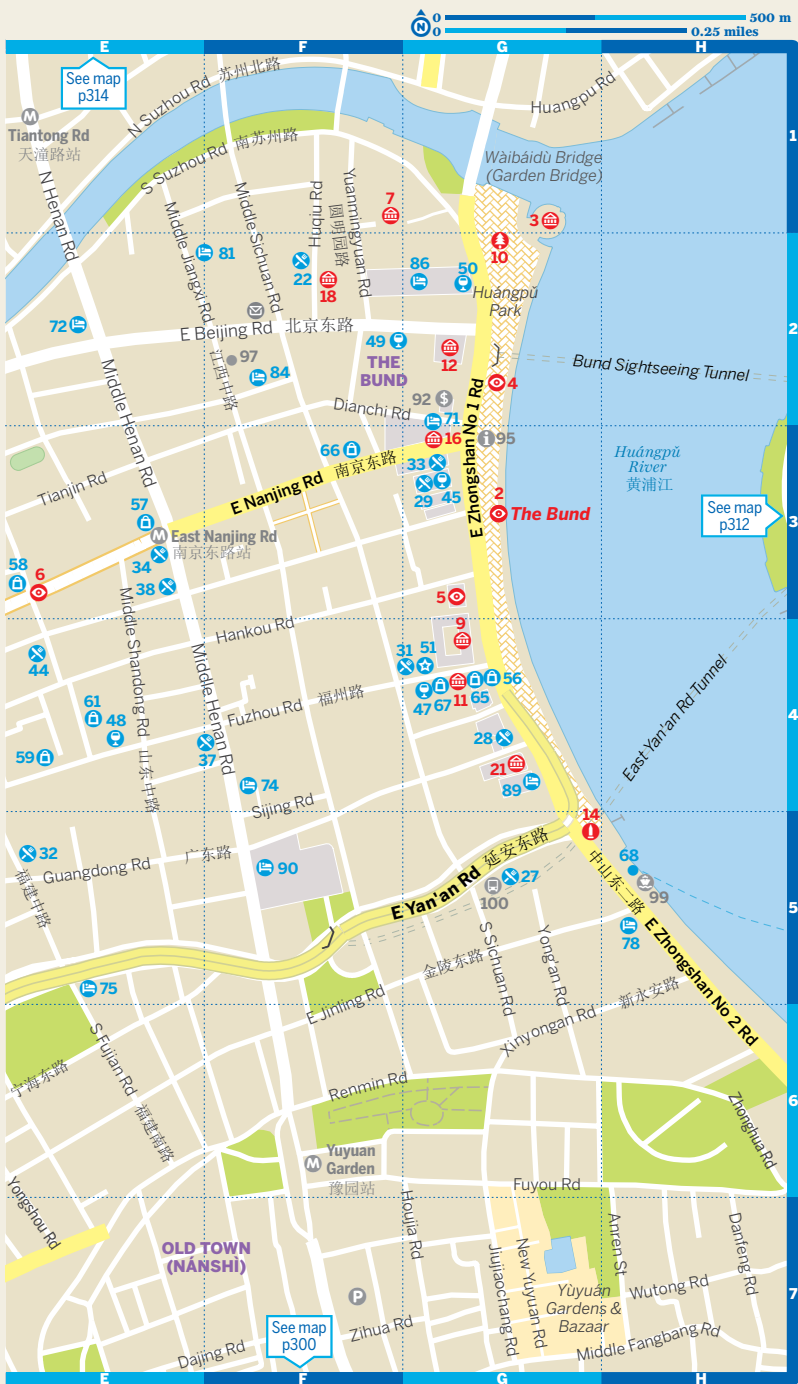 0 500 m
N 0 0.25 miles
E F G H
See map
p314
N Suzhou Rd 苏州北路
Huangpu Rd
M
Tiantong Rd
天潼路站
1
S Suzhou Rd 南苏州路
Wàibáidù Bridge
(Garden Bridge)
N Henan Rd
Middle Jiangxi Rd
Middle Sichuan Rd
Huqiu Rd
Yuanmingyuan Rd
圆明园路
7
3
10
81
22
18
86
50
Huángpǔ
Park
72
E Beijing Rd 北京东路
2
49
THE
BUND
12
97
江西中路
84
4
Bund Sightseeing Tunnel
Middle Henan Rd
92 $
Dianchi Rd
71
16
i 95
E Zhongshan No 1 Rd
66
33
Huángpǔ
River
黄浦江
Tianjin Rd
E Nanjing Rd 南京东路
29
45
2
The Bund
See map
p312
3
57
M East Nanjing Rd
南京东路站
58
6
34
38
5
Middle Shandong Rd
山东中路
Hankou Rd
9
44
Middle Henan Rd
31
51
61
48
Fuzhou Rd 福州路
47
67
11
65
56
4
59
37
28
East Yan'an Rd Tunnel
74
21
89
Sijing Rd
14
32
Guangdong Rd 广东路
福建中路
90
E Yan'an Rd 延安东路
100
27
中山东二路
68
99
5
78
E Zhongshan No 2 Rd
75
金陵东路
E Jinling Rd
S Sichuan Rd
Yong'an Rd
Xinyongan Rd 新永安路
S Fujian Rd
福建南路
宁海东路
Renmin Rd
6
Zhonghua Rd
M
Yuyuan
Garden
豫园站
Fuyou Rd
Yongshou Rd
Houjia Rd
OLD TOWN
(NÁNSHÌ)
Jiujiaochang Rd
New Yuyuan Rd
Anren St
Danfeng Rd
Wutong Rd
7
P
Yùyuán
Gardens &
Bazaar
See map
p300
Zihua Rd
Dajing Rd
Middle Fangbang Rd
E F G H